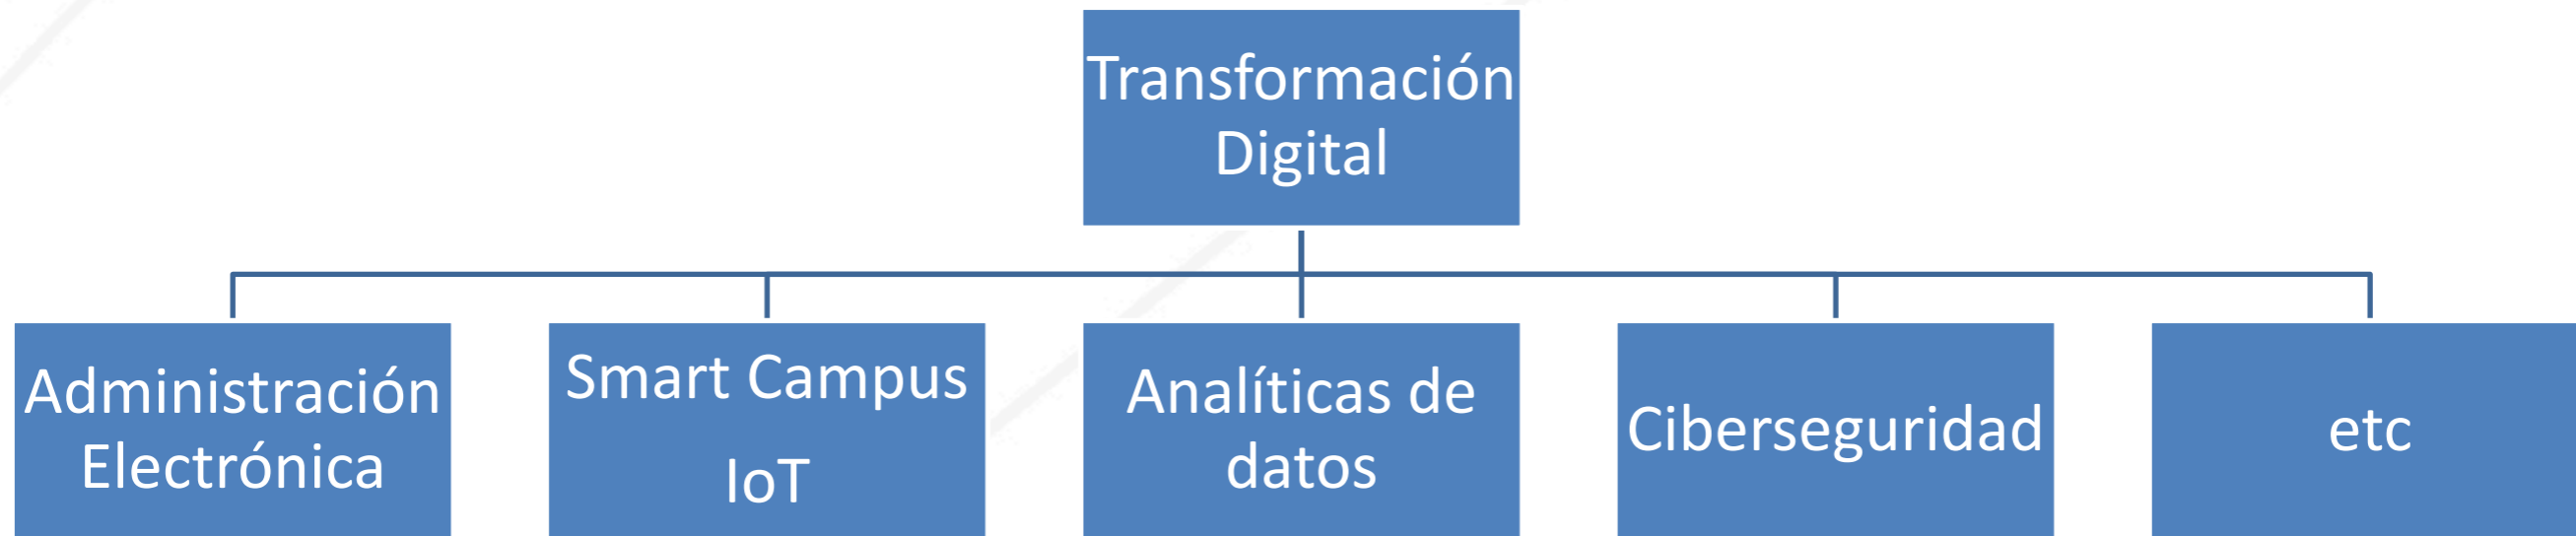 Transformación
Digital
Administración
Electrónica
Smart Campus
IoT
Analíticas de
datos
Ciberseguridad
etc